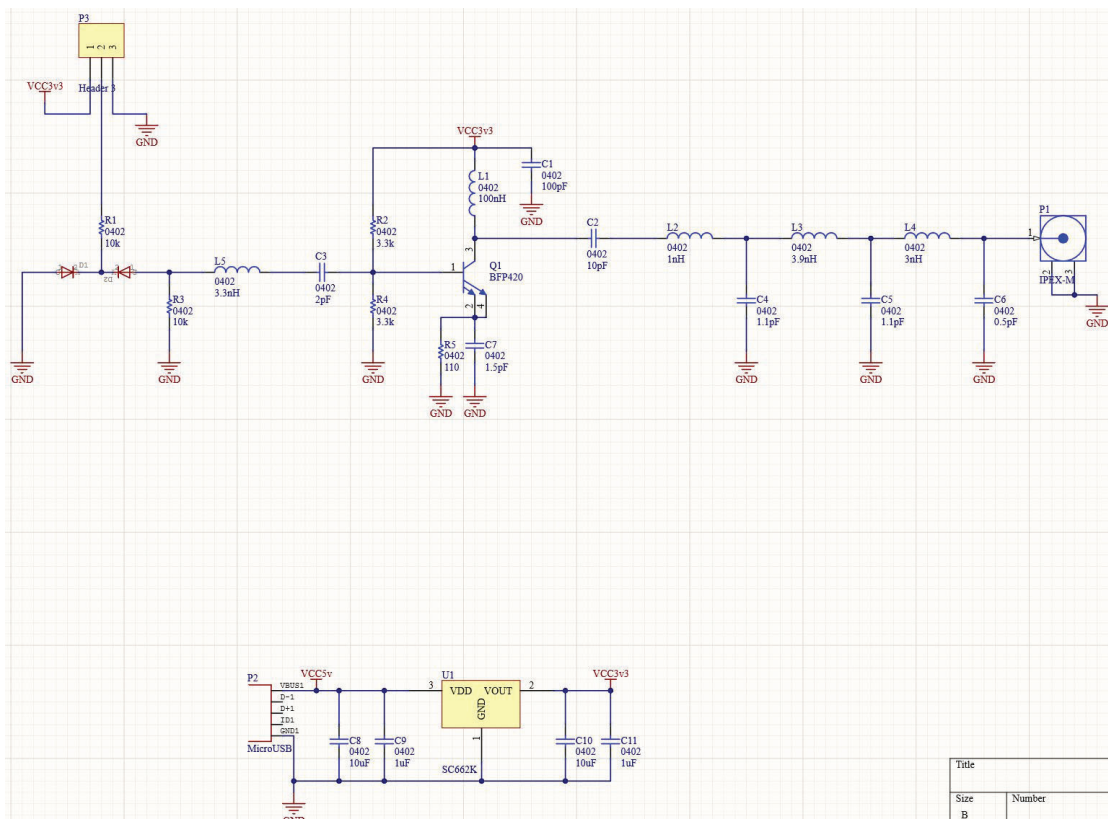 P3
1 2 3
Header 3
VCC3v3
GND
R1
0402
10k
D1
D2
GND
R3
0402
10k
GND
L5
0402
3.3nH
C3
0402
2pF
VCC3v3
R2
0402
3.3k
R4
0402
3.3k
GND
L1
0402
100nH
C1
0402
100pF
GND
3
1
2
4
Q1
BFP420
R5
0402
110
GND
C7
0402
1.5pF
GND
C2
0402
10pF
L2
0402
1nH
C4
0402
1.1pF
GND
L3
0402
3.9nH
C5
0402
1.1pF
GND
L4
0402
3nH
C6
0402
0.5pF
GND
P1
1
2
3
IPEX-M
GND
P2
VBUS1
D-1
D+1
ID1
GND1
MicroUSB
GND
VCC5v
C8
0402
10uF
C9
0402
1uF
U1
3
VDD VOUT
2
GND
1
SC662K
C10
0402
10uF
VCC3v3
C11
0402
1uF
Title
Size
B
Number